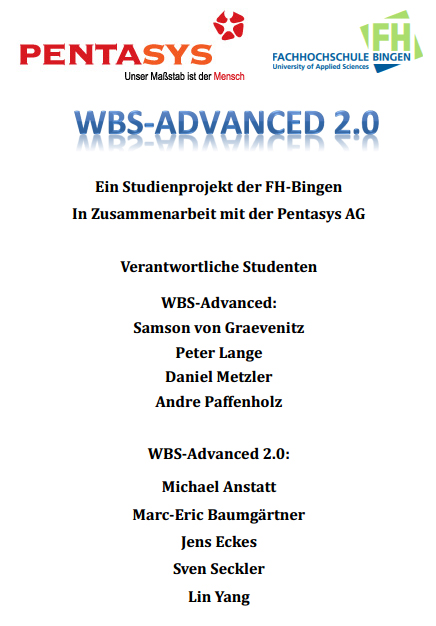 PENTASYS
Unser Maßstab ist der Mensch
FH
FACHHOCHSCHULE BINGEN
University of Applied Sciences
WBS-ADVANCED 2.0
Ein Studienprojekt der FH-Bingen
In Zusammenarbeit mit der Pentasys AG
Verantwortliche Studenten
WBS-Advanced:
Samson von Graevenitz
Peter Lange
Daniel Metzler
Andre Paffenholz
WBS-Advanced 2.0:
Michael Anstatt
Marc-Eric Baumgärtner
Jens Eckes
Sven Seckler
Lin Yang